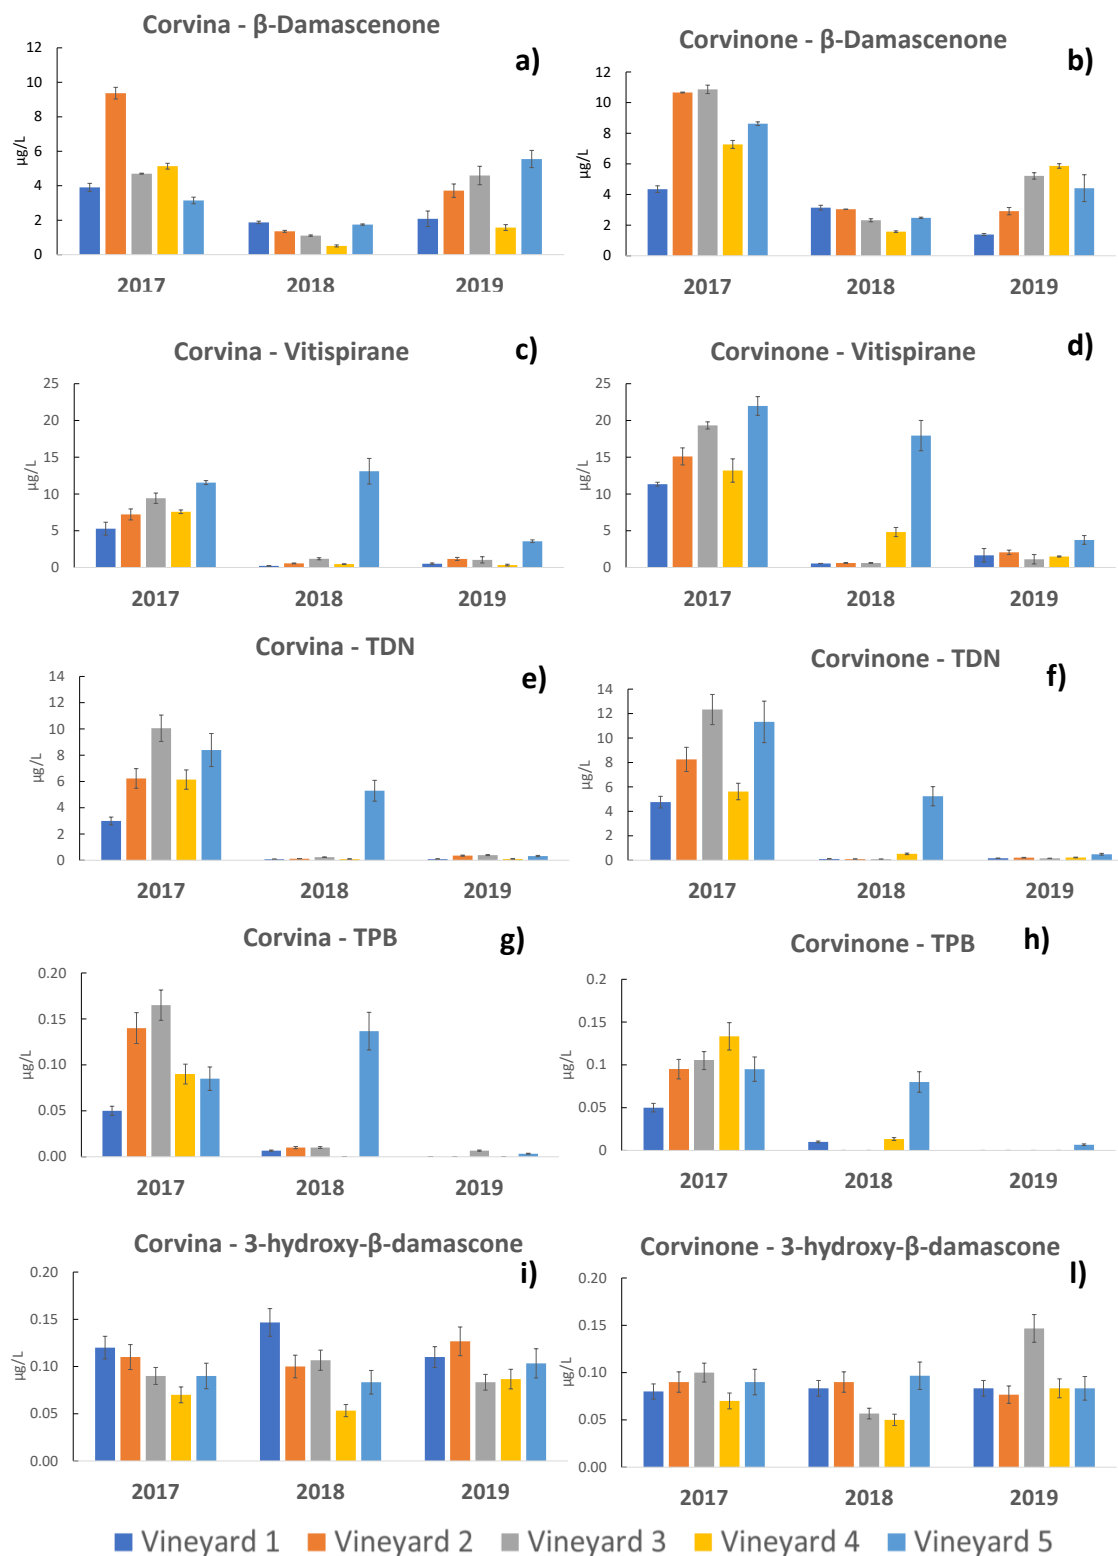 Corvina - β-Damascenone
a)
12
10
8
6
4
2
0
µg/L
2017 2018 2019
Corvinone - β-Damascenone
b)
12
10
8
6
4
2
0
µg/L
2017 2018 2019
Corvina - Vitispirane
c)
25
20
15
10
5
0
µg/L
2017 2018 2019
Corvinone - Vitispirane
d)
25
20
15
10
5
0
µg/L
2017 2018 2019
Corvina - TDN
e)
14
12
10
8
6
4
2
0
µg/L
2017 2018 2019
Corvinone - TDN
f)
14
12
10
8
6
4
2
0
µg/L
2017 2018 2019
Corvina - TPB
g)
0.20
0.15
0.10
0.05
0.00
µg/L
2017 2018 2019
Corvinone - TPB
h)
0.2
0.15
0.1
0.05
0
µg/L
2017 2018 2019
Corvina - 3-hydroxy-β-damascone
i)
0.20
0.15
0.10
0.05
0.00
µg/L
2017 2018 2019
Corvinone - 3-hydroxy-β-damascone
l)
0.20
0.15
0.10
0.05
0.00
µg/L
2017 2018 2019
Vineyard 1 Vineyard 2 Vineyard 3 Vineyard 4 Vineyard 5